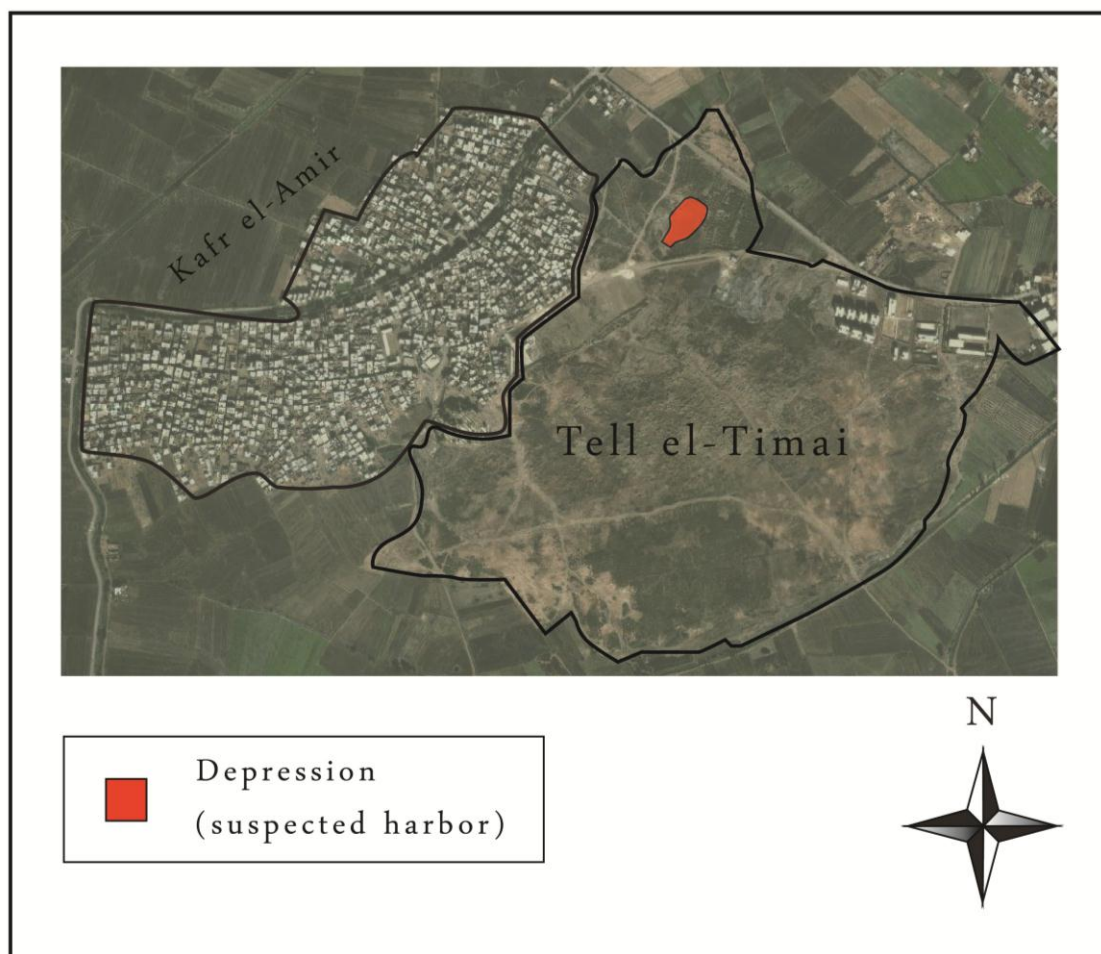 Kafr el-Amir
Tell el-Timai
N
Depression
(suspected harbor)